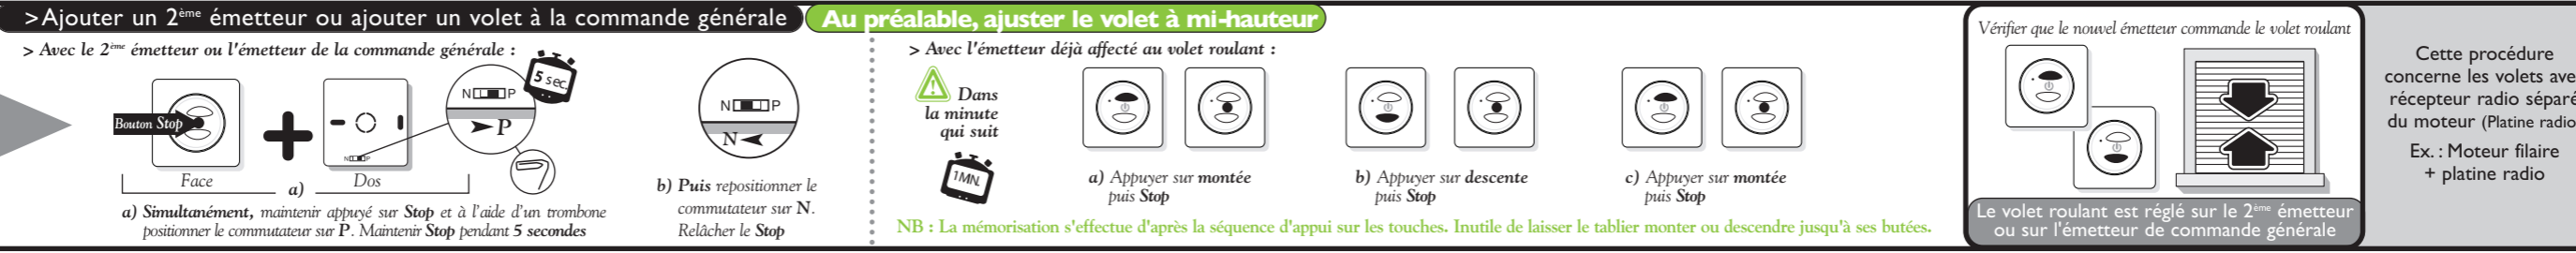 >Ajouter un 2ème émetteur ou ajouter un volet à la commande générale
Au préalable, ajuster le volet à mi-hauteur
> Avec le 2ème émetteur ou l'émetteur de la commande générale :
5 sec.
N P
Bouton Stop
➤ P
N P
Face
a)
Dos
a) Simultanément, maintenir appuyé sur Stop et à l'aide d'un trombone
positionner le commutateur sur P. Maintenir Stop pendant 5 secondes
N P
N ➤
b) Puis repositionner le
commutateur sur N.
Relâcher le Stop
> Avec l'émetteur déjà affecté au volet roulant :
Dans
la minute
qui suit
1MN.
a) Appuyer sur montée
puis Stop
b) Appuyer sur descente
puis Stop
c) Appuyer sur montée
puis Stop
NB : La mémorisation s'effectue d'après la séquence d'appui sur les touches. Inutile de laisser le tablier monter ou descendre jusqu'à ses butées.
Vérifier que le nouvel émetteur commande le volet roulant
Le volet roulant est réglé sur le 2ème émetteur
ou sur l'émetteur de commande générale
Cette procédure
concerne les volets ave
récepteur radio séparé
du moteur (Platine radio
Ex. : Moteur filaire
+ platine radio